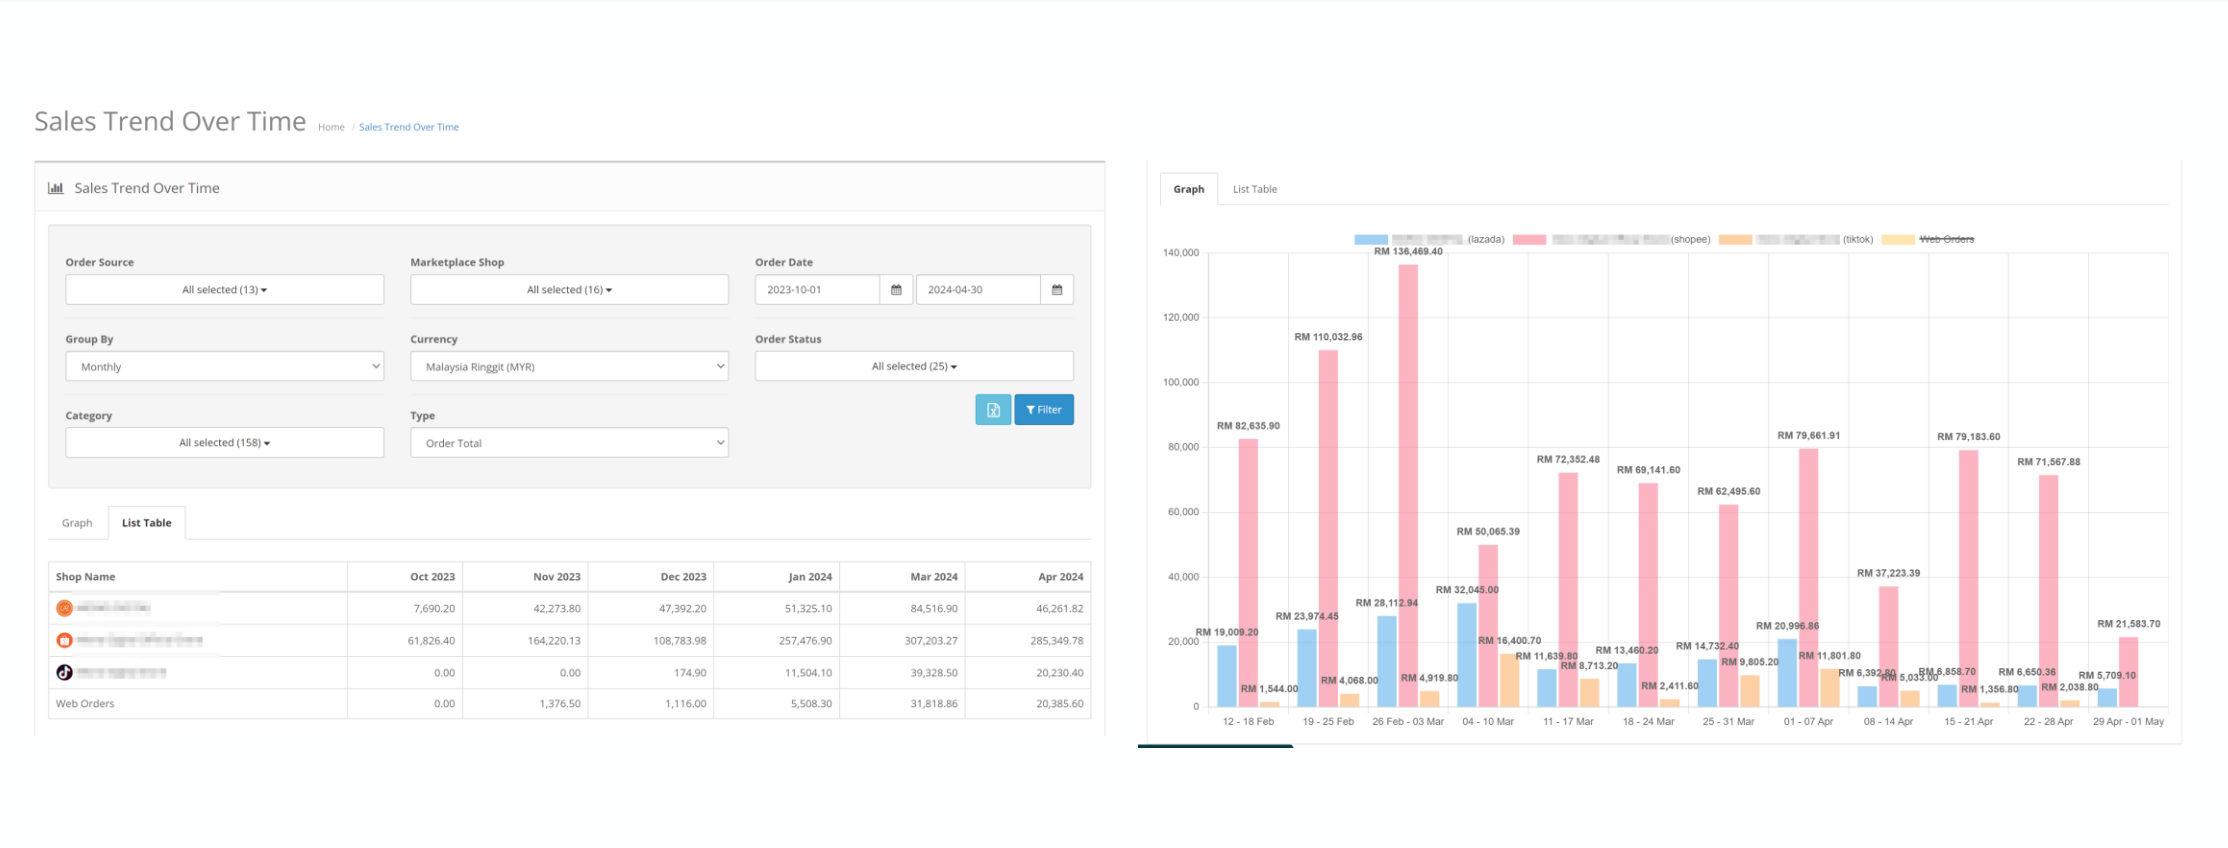 Sales Trend Over Time Home / Sales Trend Over Time
Sales Trend Over Time
Order Source Marketplace Shop Order Date
All selected (13) All selected (16) 2023-10-01 2024-04-30
Group By Currency Order Status
Monthly Malaysia Ringgit (MYR) All selected (25)
Filter
Category Type
All selected (158) Order Total
Graph List Table
Shop Name Oct 2023 Nov 2023 Dec 2023 Jan 2024 Mar 2024 Apr 2024
7,690.20 42,273.80 47,392.20 51,325.10 84,516.90 46,261.82
61,826.40 164,220.13 108,783.98 257,476.90 307,203.27 285,349.78
0.00 0.00 174.90 11,504.10 39,328.50 20,230.40
Web Orders 0.00 1,376.50 1,116.00 5,508.30 31,818.86 20,385.60
Graph List Table
(lazada) (shopee) (tiktok) Web Orders
140,000
120,000
100,000
80,000
60,000
40,000
20,000
0
RM 19,009.20 RM 82,635.90 RM 1,544.00
RM 23,974.45 RM 110,032.96 RM 4,068.00
RM 28,112.94 RM 136,469.40 RM 4,919.80
RM 32,045.00 RM 50,065.39 RM 16,400.70
RM 11,639.80 RM 72,352.48 RM 8,713.20
RM 13,460.20 RM 69,141.60 RM 2,411.60
RM 14,732.40 RM 62,495.60 RM 9,805.20
RM 20,996.86 RM 79,661.91 RM 11,801.80
RM 6,392.80 RM 37,223.39 RM 5,033.00
RM 6,858.70 RM 79,183.60 RM 1,356.80
RM 6,650.36 RM 71,567.88 RM 2,038.80
RM 5,709.10 RM 21,583.70
12 - 18 Feb 19 - 25 Feb 26 Feb - 03 Mar 04 - 10 Mar 11 - 17 Mar 18 - 24 Mar 25 - 31 Mar 01 - 07 Apr 08 - 14 Apr 15 - 21 Apr 22 - 28 Apr 29 Apr - 01 May